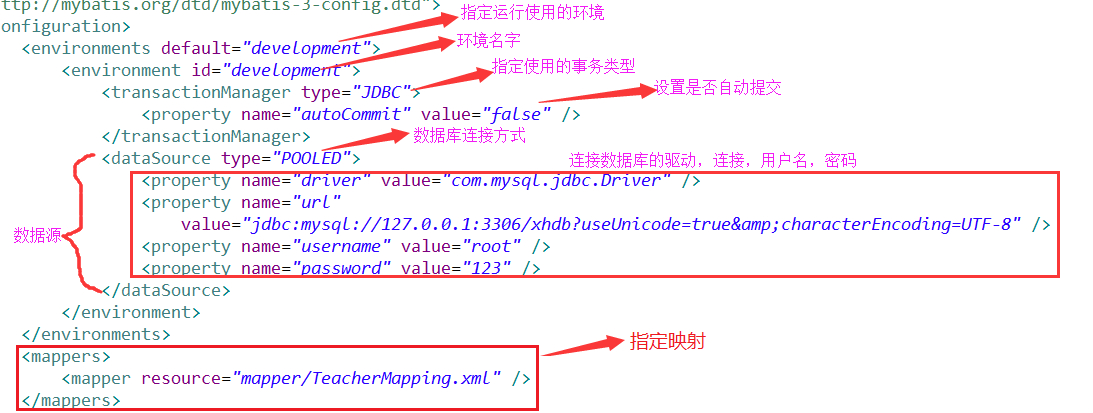 ttp://mybatis.org/dtd/mybatis-3-config.dtd">
onfiguration>
指定运行使用的环境
<environments default="development">
环境名字
<environment id="development">
指定使用的事务类型
<transactionManager type="JDBC">
设置是否自动提交
<property name="autoCommit" value="false" />
</transactionManager>
数据库连接方式
<dataSource type="POOLED">
连接数据库的驱动，连接，用户名，密码
<property name="driver" value="com.mysql.jdbc.Driver" />
<property name="url"
value="jdbc:mysql://127.0.0.1:3306/xhdb?useUnicode=true&amp;characterEncoding=UTF-8" />
数据源
<property name="username" value="root" />
<property name="password" value="123" />
</dataSource>
</environment>
</environments>
指定映射
<mappers>
<mapper resource="mapper/TeacherMapping.xml" />
</mappers>